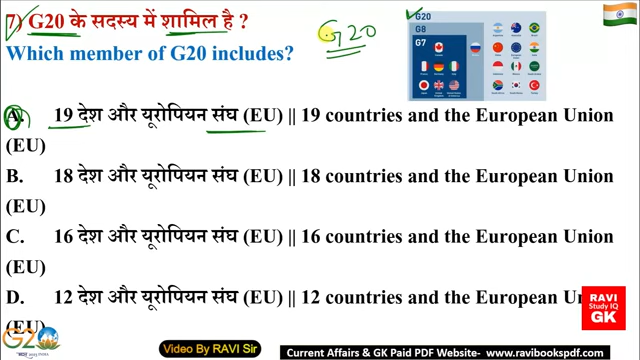 7) G20 के सदस्य में शामिल है ?
G20
Which member of G20 includes?
G20
G8
G7
A. 19 देश और यूरोपियन संघ (EU) || 19 countries and the European Union
(EU)
B. 18 देश और यूरोपियन संघ (EU) || 18 countries and the European Union
(EU)
C. 16 देश और यूरोपियन संघ (EU) || 16 countries and the European Union
(EU)
D. 12 देश और यूरोपियन संघ (EU) || 12 countries and the European Un
(EU)
RAVI
Study IQ
GK
G20
Video By RAVI Sir
Current Affairs & GK Paid PDF Website- www.ravibookspdf.com